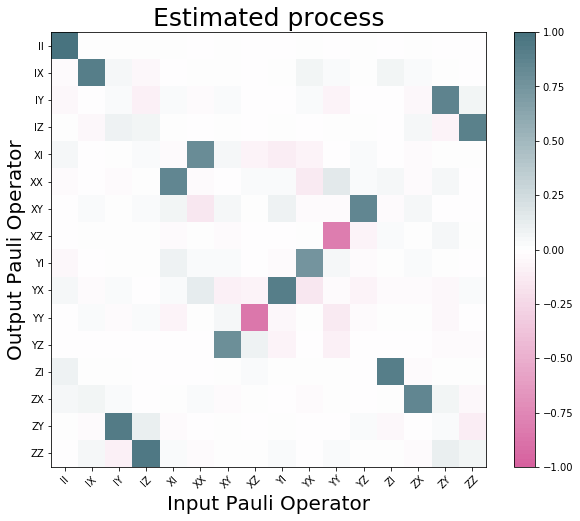 Estimated process
Output Pauli Operator
II
IX
IY
IZ
XI
XX
XY
XZ
YI
YX
YY
YZ
ZI
ZX
ZY
ZZ
II
IX
IY
IZ
XI
XX
XY
XZ
YI
YX
YY
YZ
ZI
ZX
ZY
ZZ
Input Pauli Operator
1.00
0.75
0.50
0.25
0.00
−0.25
−0.50
−0.75
−1.00